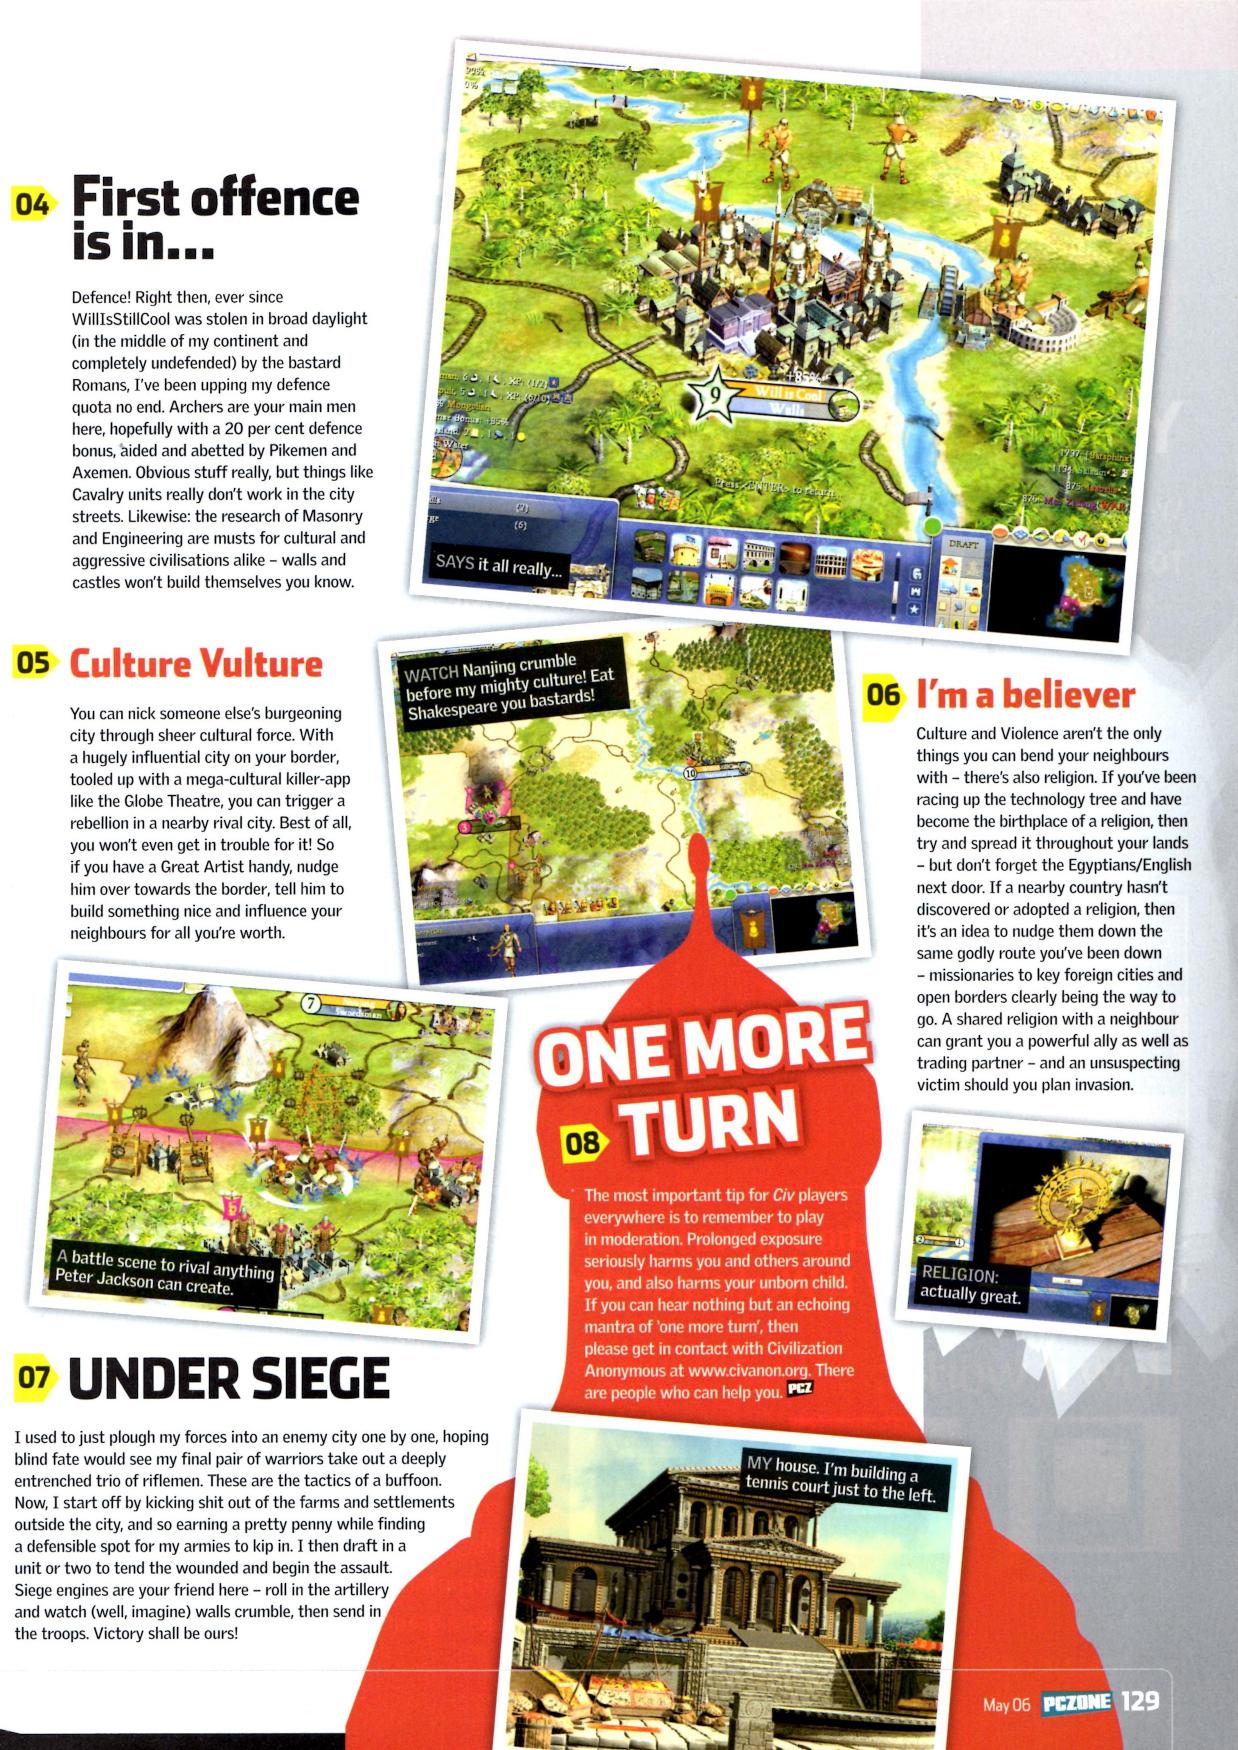 04
First offence
is in...
Defence! Right then, ever since
WillIsStillCool was stolen in broad daylight
(in the middle of my continent and
completely undefended) by the bastard
Romans, I've been upping my defence
quota no end. Archers are your main men
here, hopefully with a 20 per cent defence
bonus, aided and abetted by Pikemen and
Axemen. Obvious stuff really, but things like
Cavalry units really don't work in the city
streets. Likewise: the research of Masonry
and Engineering are musts for cultural and
aggressive civilisations alike – walls and
castles won't build themselves you know.
+85%
9
Will is Cool
Walls
Press <ENTER> to return
DRAFT
SAYS it all really...
05
Culture Vulture
You can nick someone else's burgeoning
city through sheer cultural force. With
a hugely influential city on your border,
tooled up with a mega-cultural killer-app
like the Globe Theatre, you can trigger a
rebellion in a nearby rival city. Best of all,
you won't even get in trouble for it! So
if you have a Great Artist handy, nudge
him over towards the border, tell him to
build something nice and influence your
neighbours for all you're worth.
WATCH Nanjing crumble
before my mighty culture! Eat
Shakespeare you bastards!
10
3
06
I'm a believer
Culture and Violence aren't the only
things you can bend your neighbours
with – there's also religion. If you've been
racing up the technology tree and have
become the birthplace of a religion, then
try and spread it throughout your lands
– but don't forget the Egyptians/English
next door. If a nearby country hasn't
discovered or adopted a religion, then
it's an idea to nudge them down the
same godly route you've been down
– missionaries to key foreign cities and
open borders clearly being the way to
go. A shared religion with a neighbour
can grant you a powerful ally as well as
trading partner – and an unsuspecting
victim should you plan invasion.
RELIGION:
actually great.
7
Swordsman
A battle scene to rival anything
Peter Jackson can create.
07
UNDER SIEGE
I used to just plough my forces into an enemy city one by one, hoping
blind fate would see my final pair of warriors take out a deeply
entrenched trio of riflemen. These are the tactics of a buffoon.
Now, I start off by kicking shit out of the farms and settlements
outside the city, and so earning a pretty penny while finding
a defensible spot for my armies to kip in. I then draft in a
unit or two to tend the wounded and begin the assault.
Siege engines are your friend here – roll in the artillery
and watch (well, imagine) walls crumble, then send in
the troops. Victory shall be ours!
ONE MORE
08
TURN
The most important tip for Civ players
everywhere is to remember to play
in moderation. Prolonged exposure
seriously harms you and others around
you, and also harms your unborn child.
If you can hear nothing but an echoing
mantra of 'one more turn', then
please get in contact with Civilization
Anonymous at www.civanon.org. There
are people who can help you. PCZ
MY house. I'm building a
tennis court just to the left.
May 06 PCZONE 129